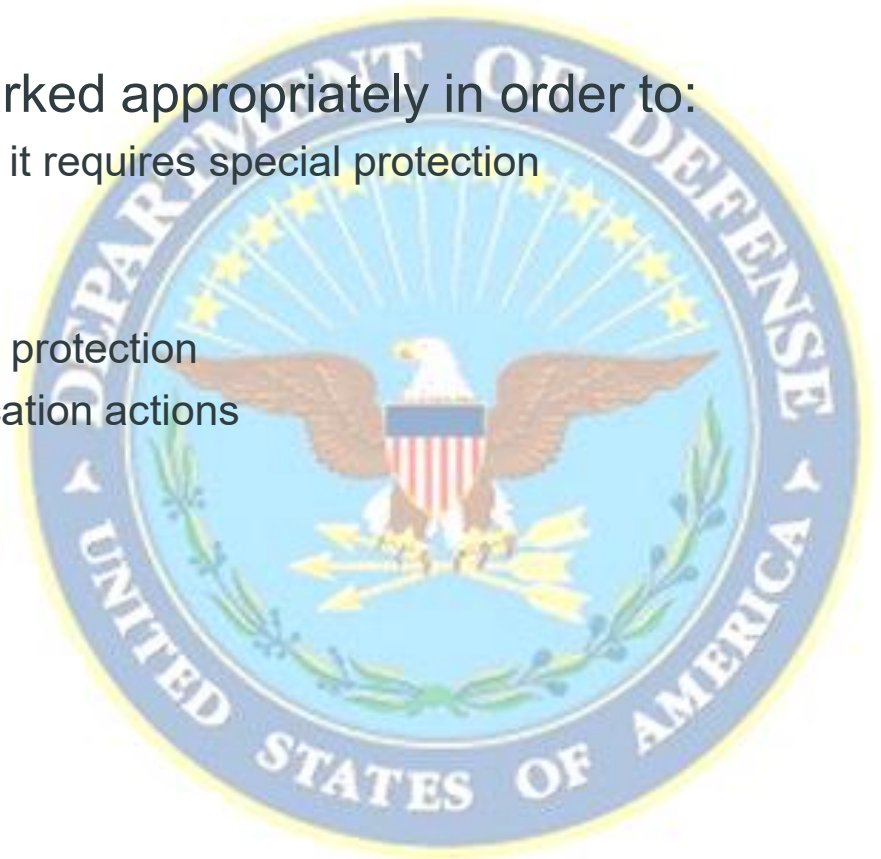 rked appropriately in order to:
it requires special protection
protection
ation actions
DEPARTMENT OF DEFENSE
UNITED STATES OF AMERICA